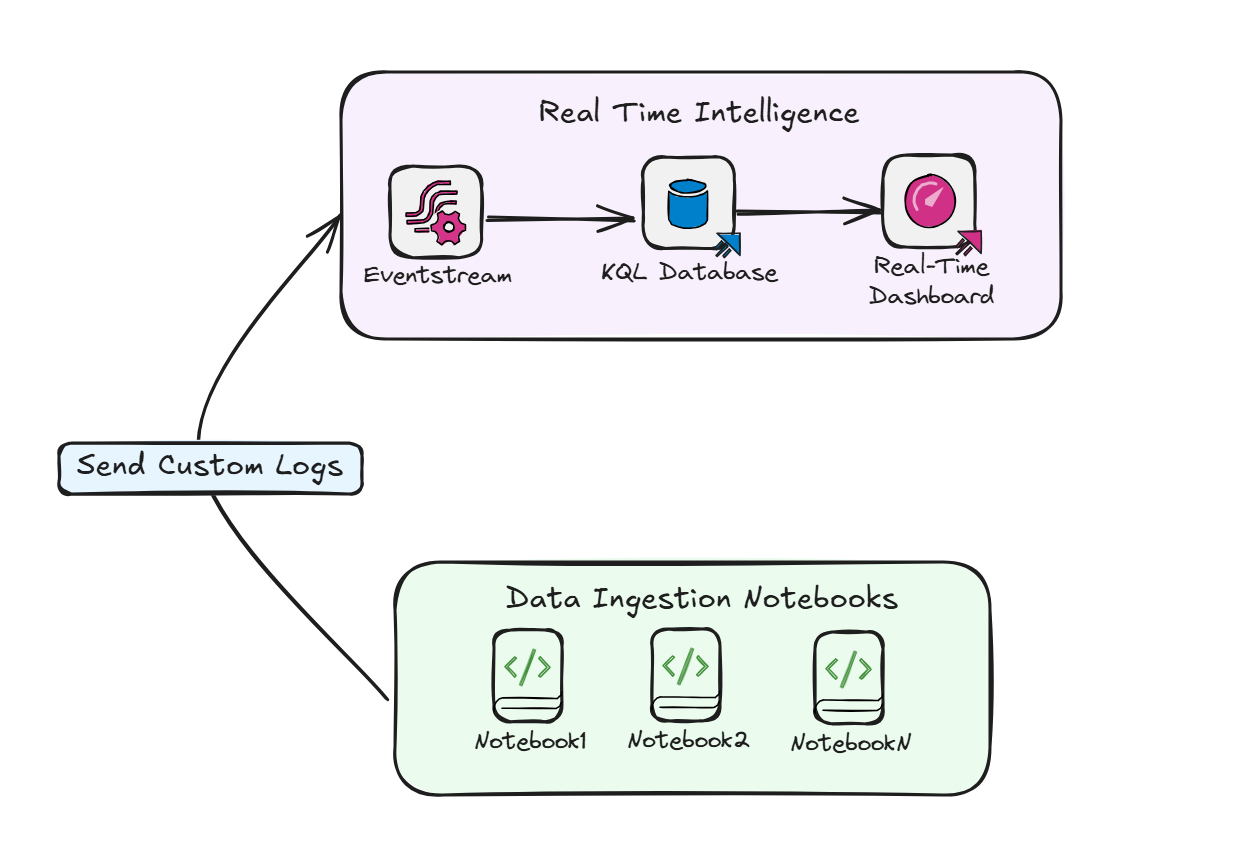 Real Time Intelligence
Eventstream
KQL Database
Real-Time
Dashboard
Send Custom Logs
Data Ingestion Notebooks
</>
</>
</>
Notebook1
Notebook2
NotebookN